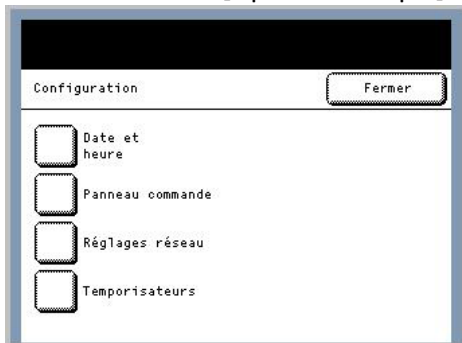 Configuration
Fermer
Date et
heure
Panneau commande
Réglages réseau
Temporisateurs